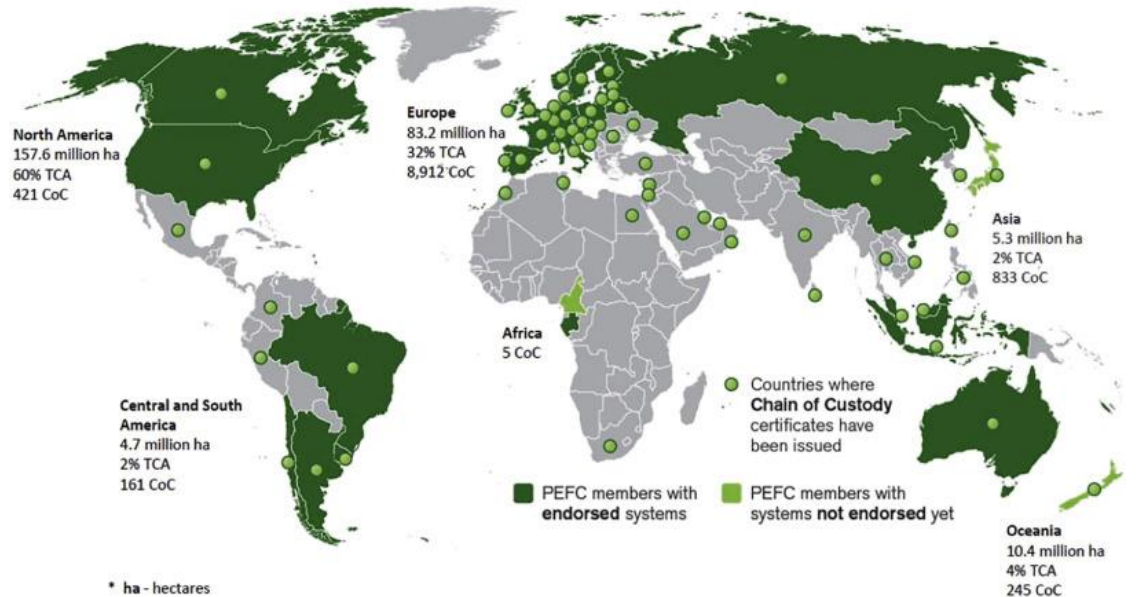 North America
157.6 million ha
60% TCA
421 CoC
Europe
83.2 million ha
32% TCA
8,912 CoC
Asia
5.3 million ha
2% TCA
833 CoC
Africa
5 CoC
Central and South
America
4.7 million ha
2% TCA
161 CoC
Countries where
Chain of Custody
certificates have
been issued
PEFC members with
endorsed systems
PEFC members with
systems not endorsed yet
Oceania
10.4 million ha
4% TCA
245 CoC
* ha - hectares